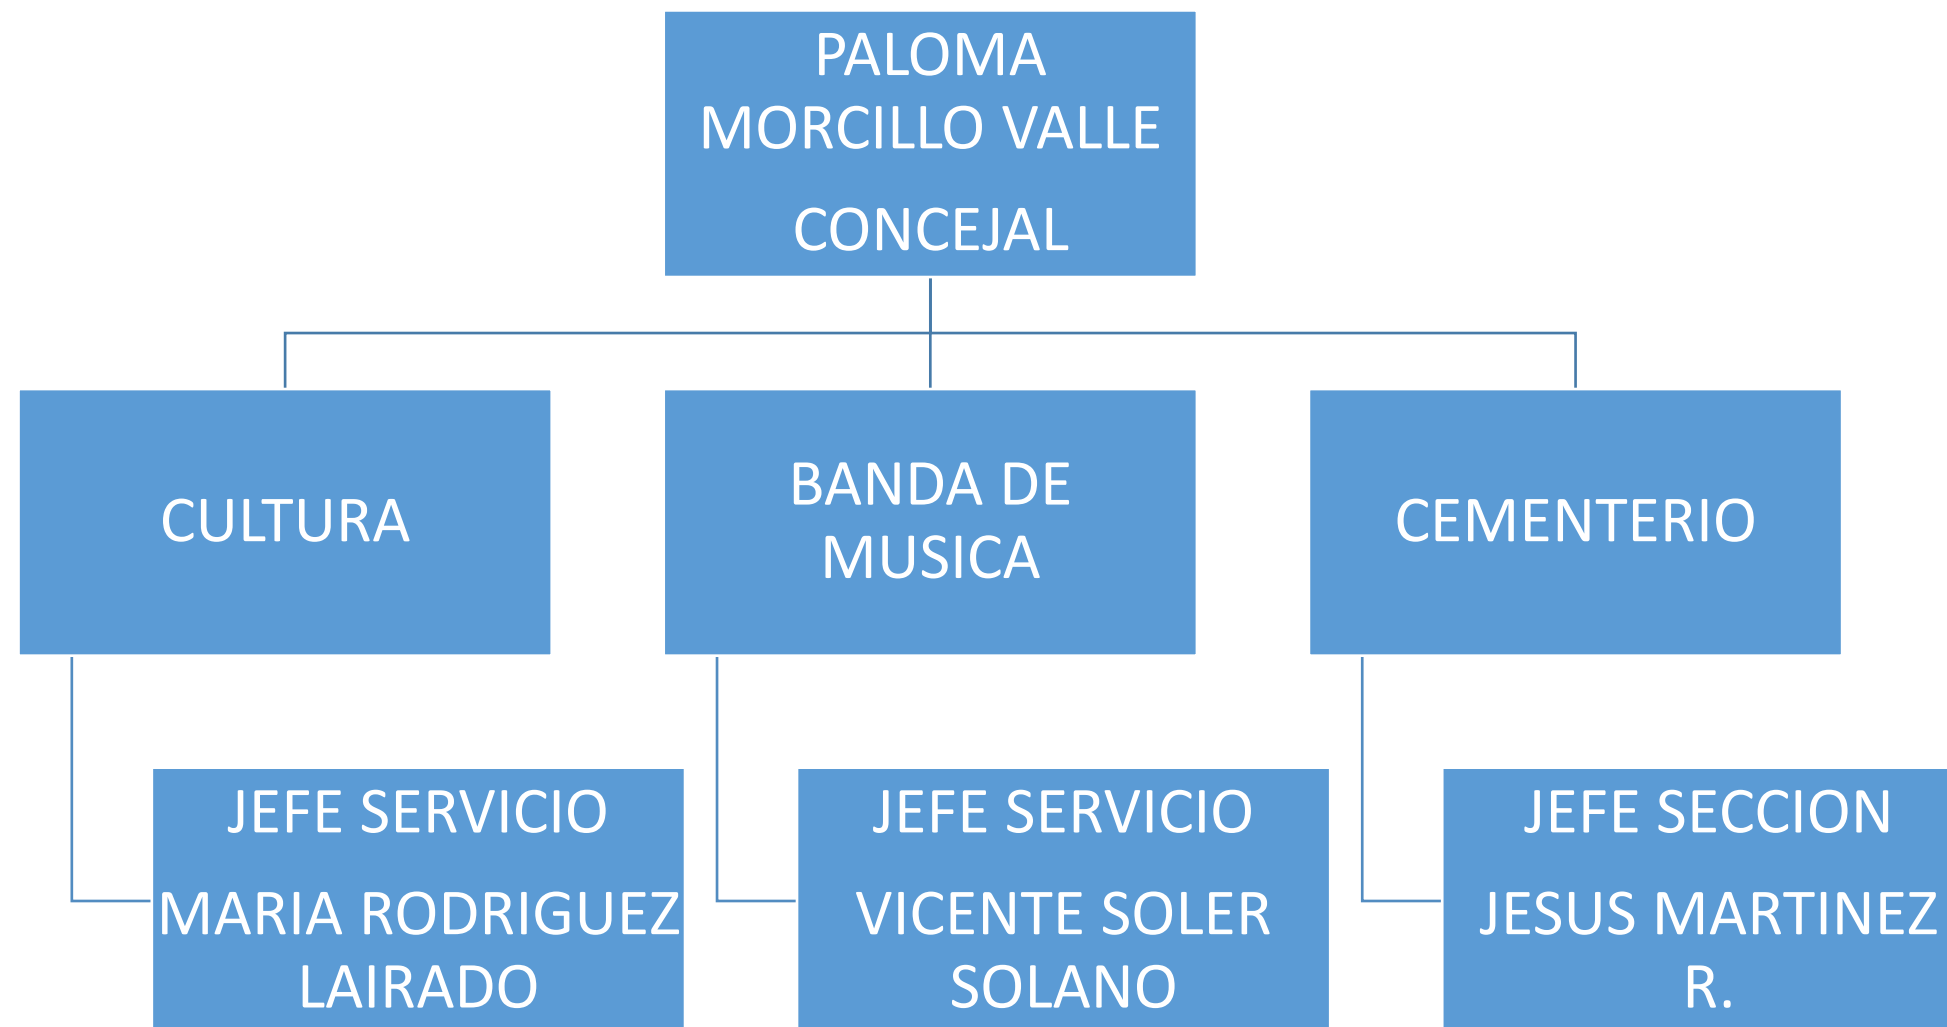 PALOMA
MORCILLO VALLE
CONCEJAL
CULTURA
BANDA DE
MUSICA
CEMENTERIO
JEFE SERVICIO
MARIA RODRIGUEZ
LAIRADO
JEFE SERVICIO
VICENTE SOLER
SOLANO
JEFE SECCION
JESUS MARTINEZ
R.